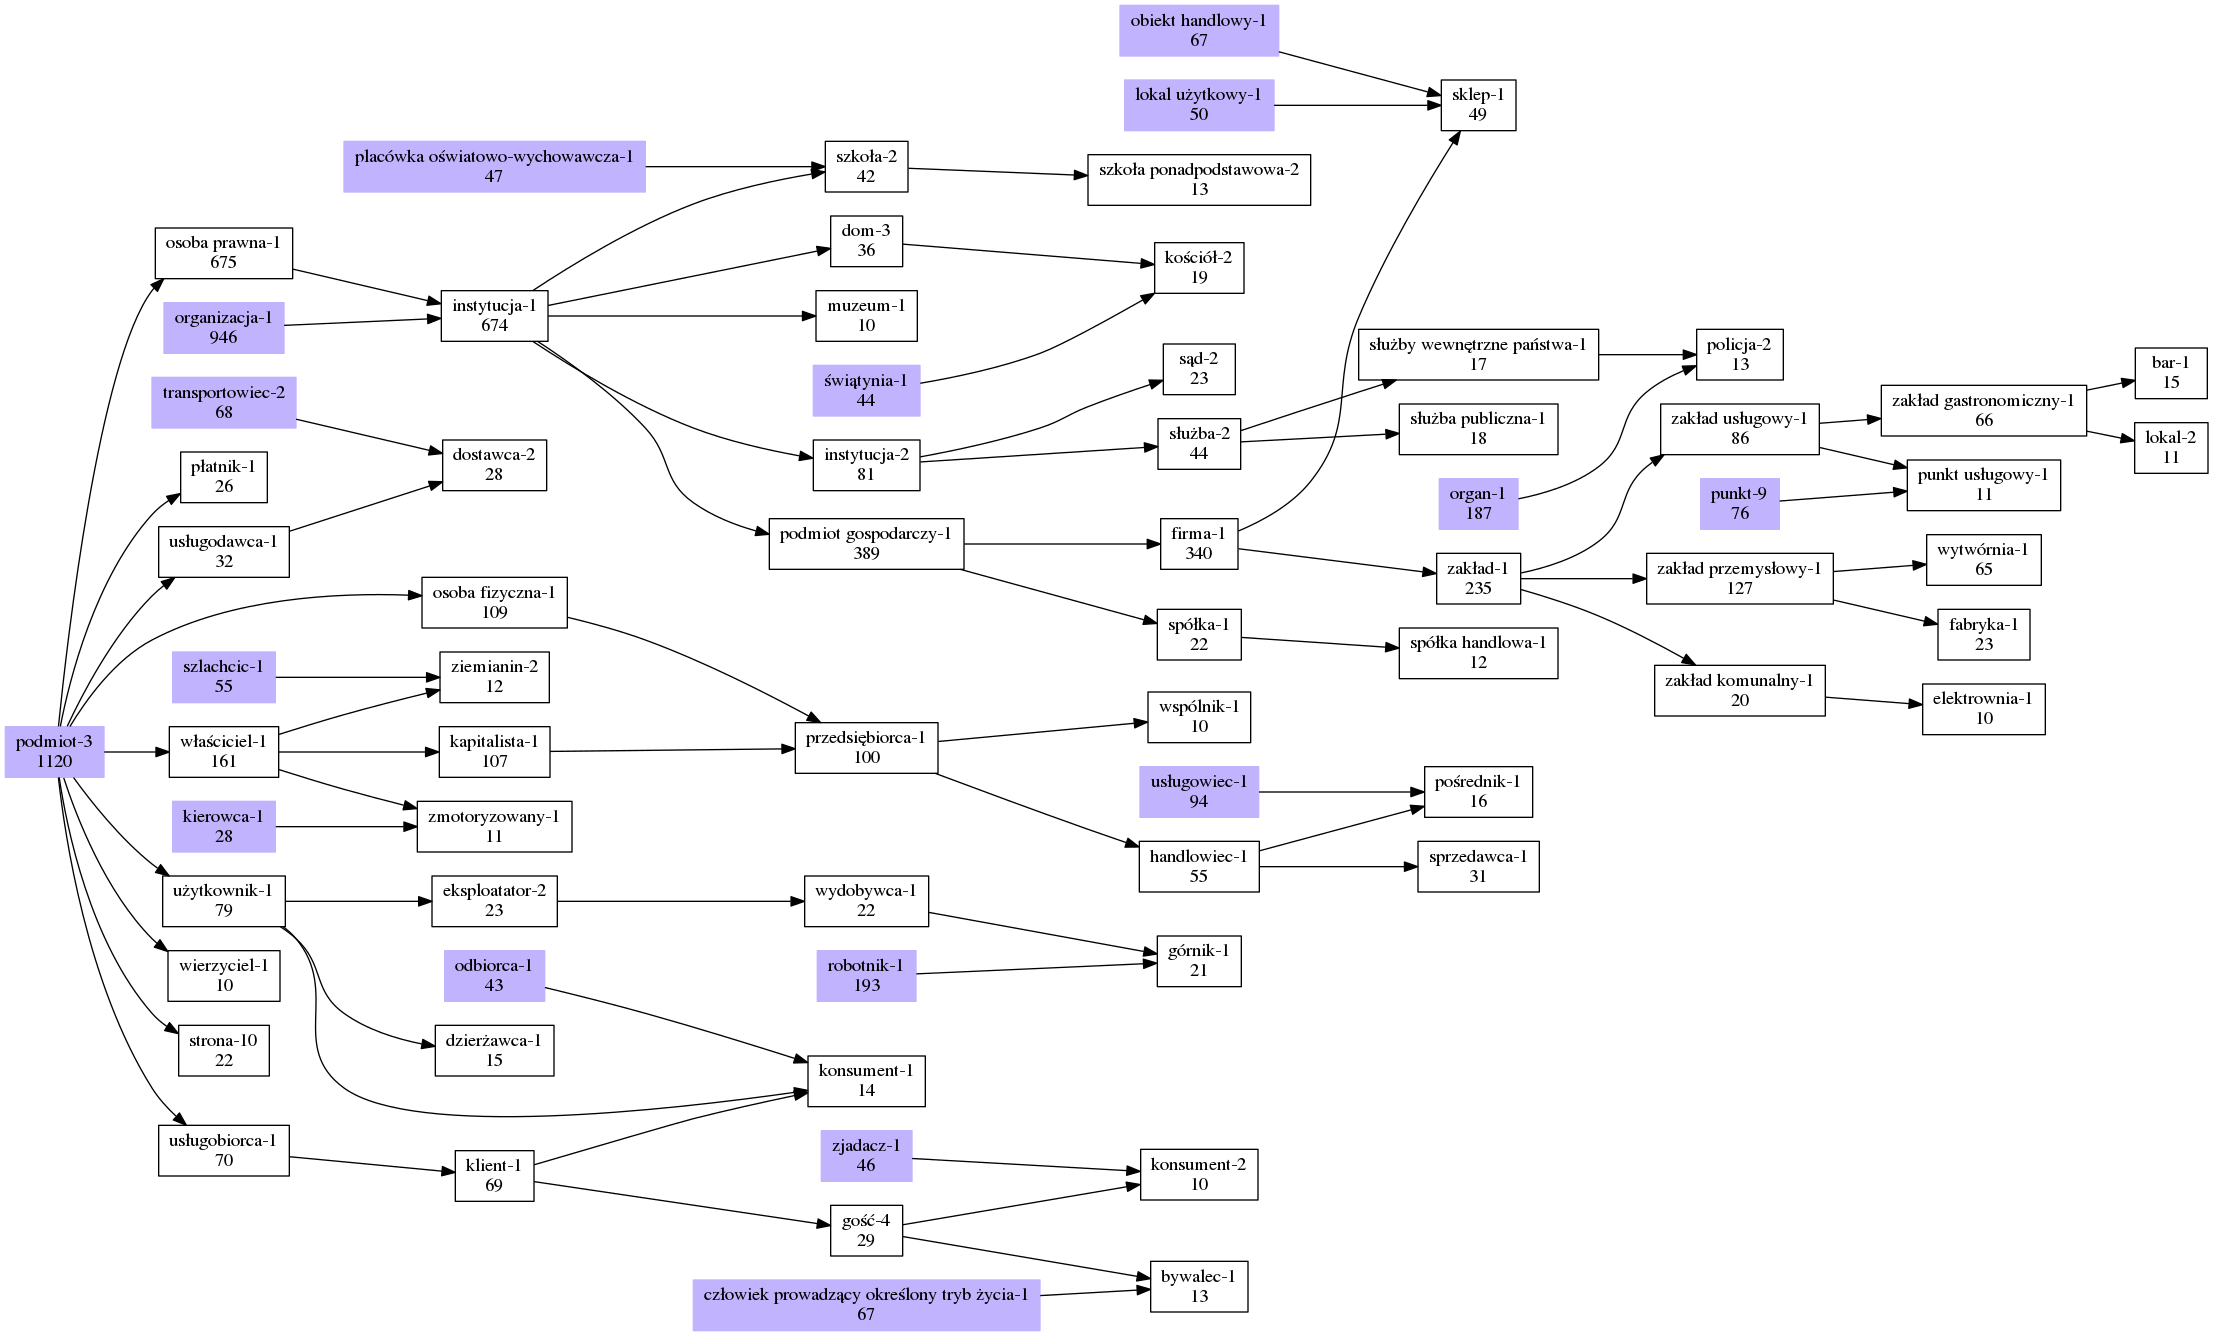 obiekt handlowy-1
67
lokal użytkowy-1
50
sklep-1
49
placówka oświatowo-wychowawcza-1
47
szkoła-2
42
szkoła ponadpodstawowa-2
13
osoba prawna-1
675
dom-3
36
kościół-2
19
organizacja-1
946
instytucja-1
674
muzeum-1
10
świątynia-1
44
sąd-2
23
służby wewnętrzne państwa-1
17
policja-2
13
bar-1
15
transportowiec-2
68
zakład usługowy-1
86
zakład gastronomiczny-1
66
służba-2
44
służba publiczna-1
18
lokal-2
11
płatnik-1
26
dostawca-2
28
instytucja-2
81
organ-1
187
punkt-9
76
punkt usługowy-1
11
usługodawca-1
32
podmiot gospodarczy-1
389
firma-1
340
zakład-1
235
zakład przemysłowy-1
127
wytwórnia-1
65
osoba fizyczna-1
109
spółka-1
22
spółka handlowa-1
12
fabryka-1
23
szlachcic-1
55
ziemianin-2
12
zakład komunalny-1
20
elektrownia-1
10
podmiot-3
1120
właściciel-1
161
kapitalista-1
107
przedsiębiorca-1
100
wspólnik-1
10
usługowiec-1
94
pośrednik-1
16
kierowca-1
28
zmotoryzowany-1
11
handlowiec-1
55
sprzedawca-1
31
użytkownik-1
79
eksploatator-2
23
wydobywca-1
22
górnik-1
21
wierzyciel-1
10
odbiorca-1
43
robotnik-1
193
strona-10
22
dzierżawca-1
15
konsument-1
14
usługobiorca-1
70
klient-1
69
zjadacz-1
46
konsument-2
10
gość-4
29
bywalec-1
13
człowiek prowadzący określony tryb życia-1
67